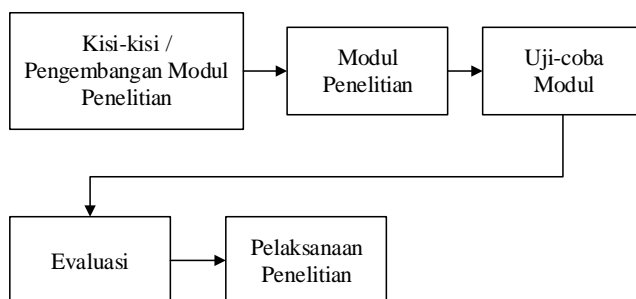 Kisi-kisi /
Pengembangan Modul
Penelitian
Modul
Penelitian
Uji-coba
Modul
Evaluasi
Pelaksanaan
Penelitian